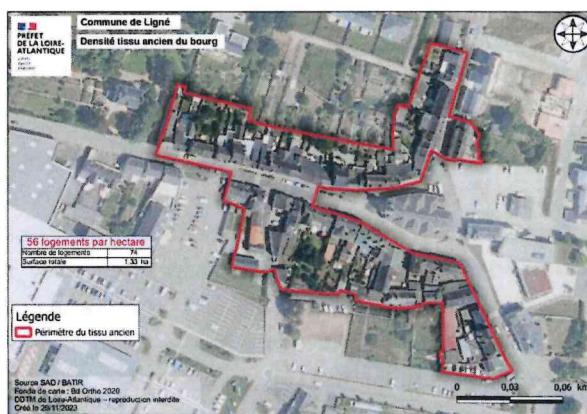 PRÉFET
DE LA LOIRE-
ATLANTIQUE
Commune de Ligné
Densité tissu ancien du bourg
56 logements par hectare
Nombre de logements 74
Surface totale 1.33 ha
Légende
Périmètre du tissu ancien
Source SAD / BATIR
Fonds de carte : Bd Ortho 2020
DDTM de Loire-Atlantique – reproduction interdite
Créé le 29/11/2023
0 0,03 0,06 km